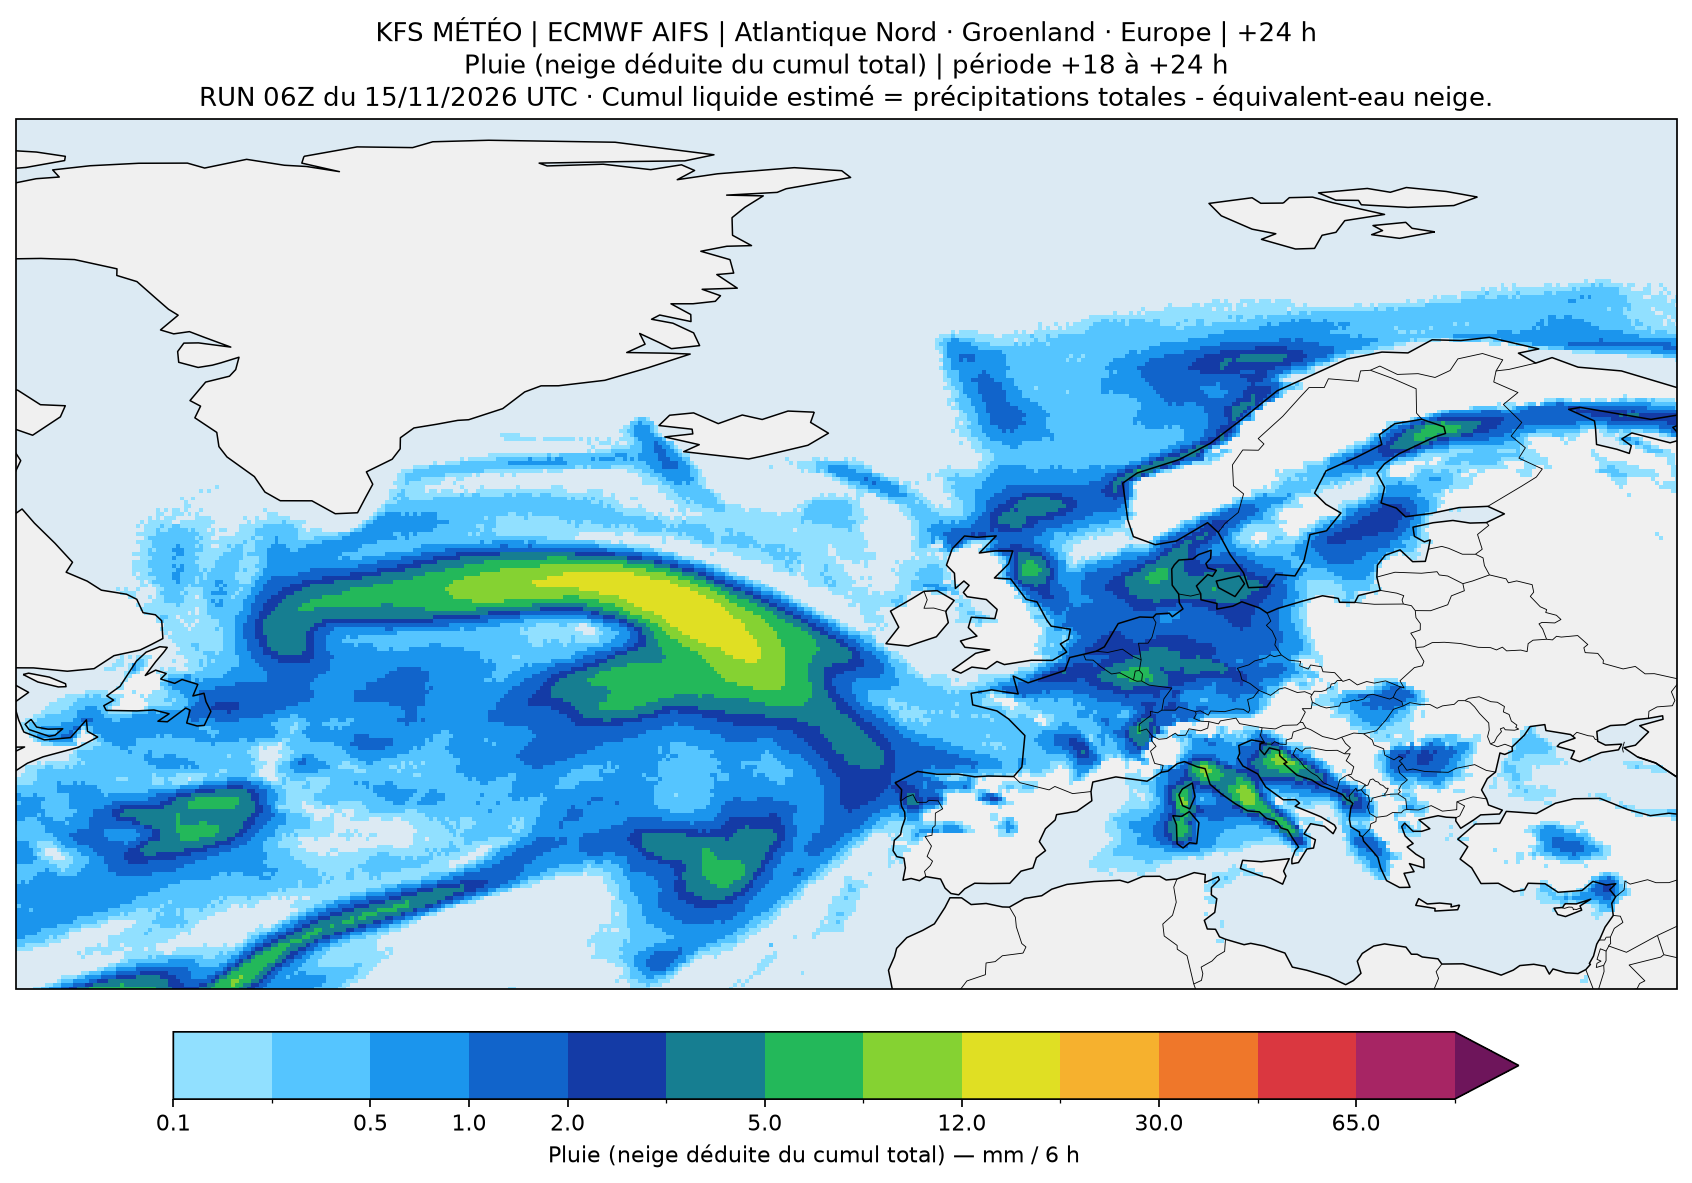 KFS MÉTÉO | ECMWF AIFS | Atlantique Nord · Groenland · Europe | +24 h
Pluie (neige déduite du cumul total) | période +18 à +24 h
RUN 06Z du 15/11/2026 UTC · Cumul liquide estimé = précipitations totales - équivalent-eau neige.
0.1 0.5 1.0 2.0 5.0 12.0 30.0 65.0
Pluie (neige déduite du cumul total) — mm / 6 h